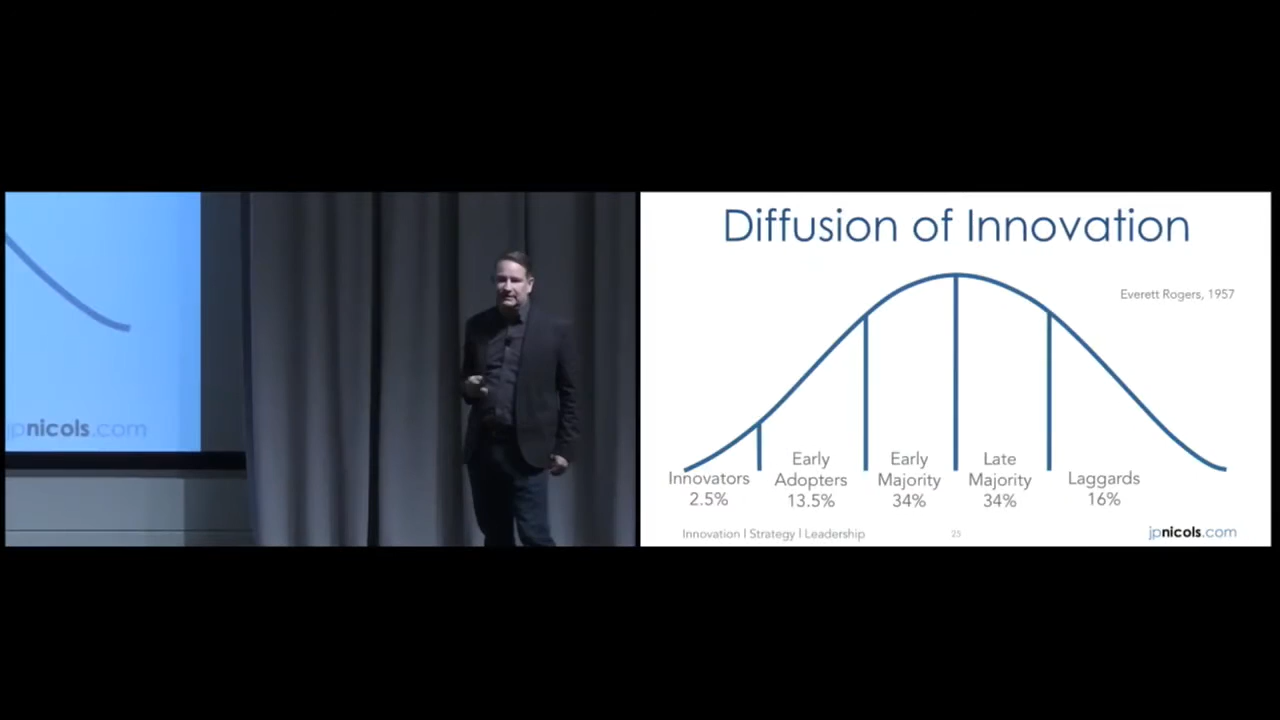 jpnicols.com
Diffusion of Innovation
Everett Rogers, 1957
Innovators
2.5%
Early
Adopters
13.5%
Early
Majority
34%
Late
Majority
34%
Laggards
16%
Innovation | Strategy | Leadership
25
jpnicols.com